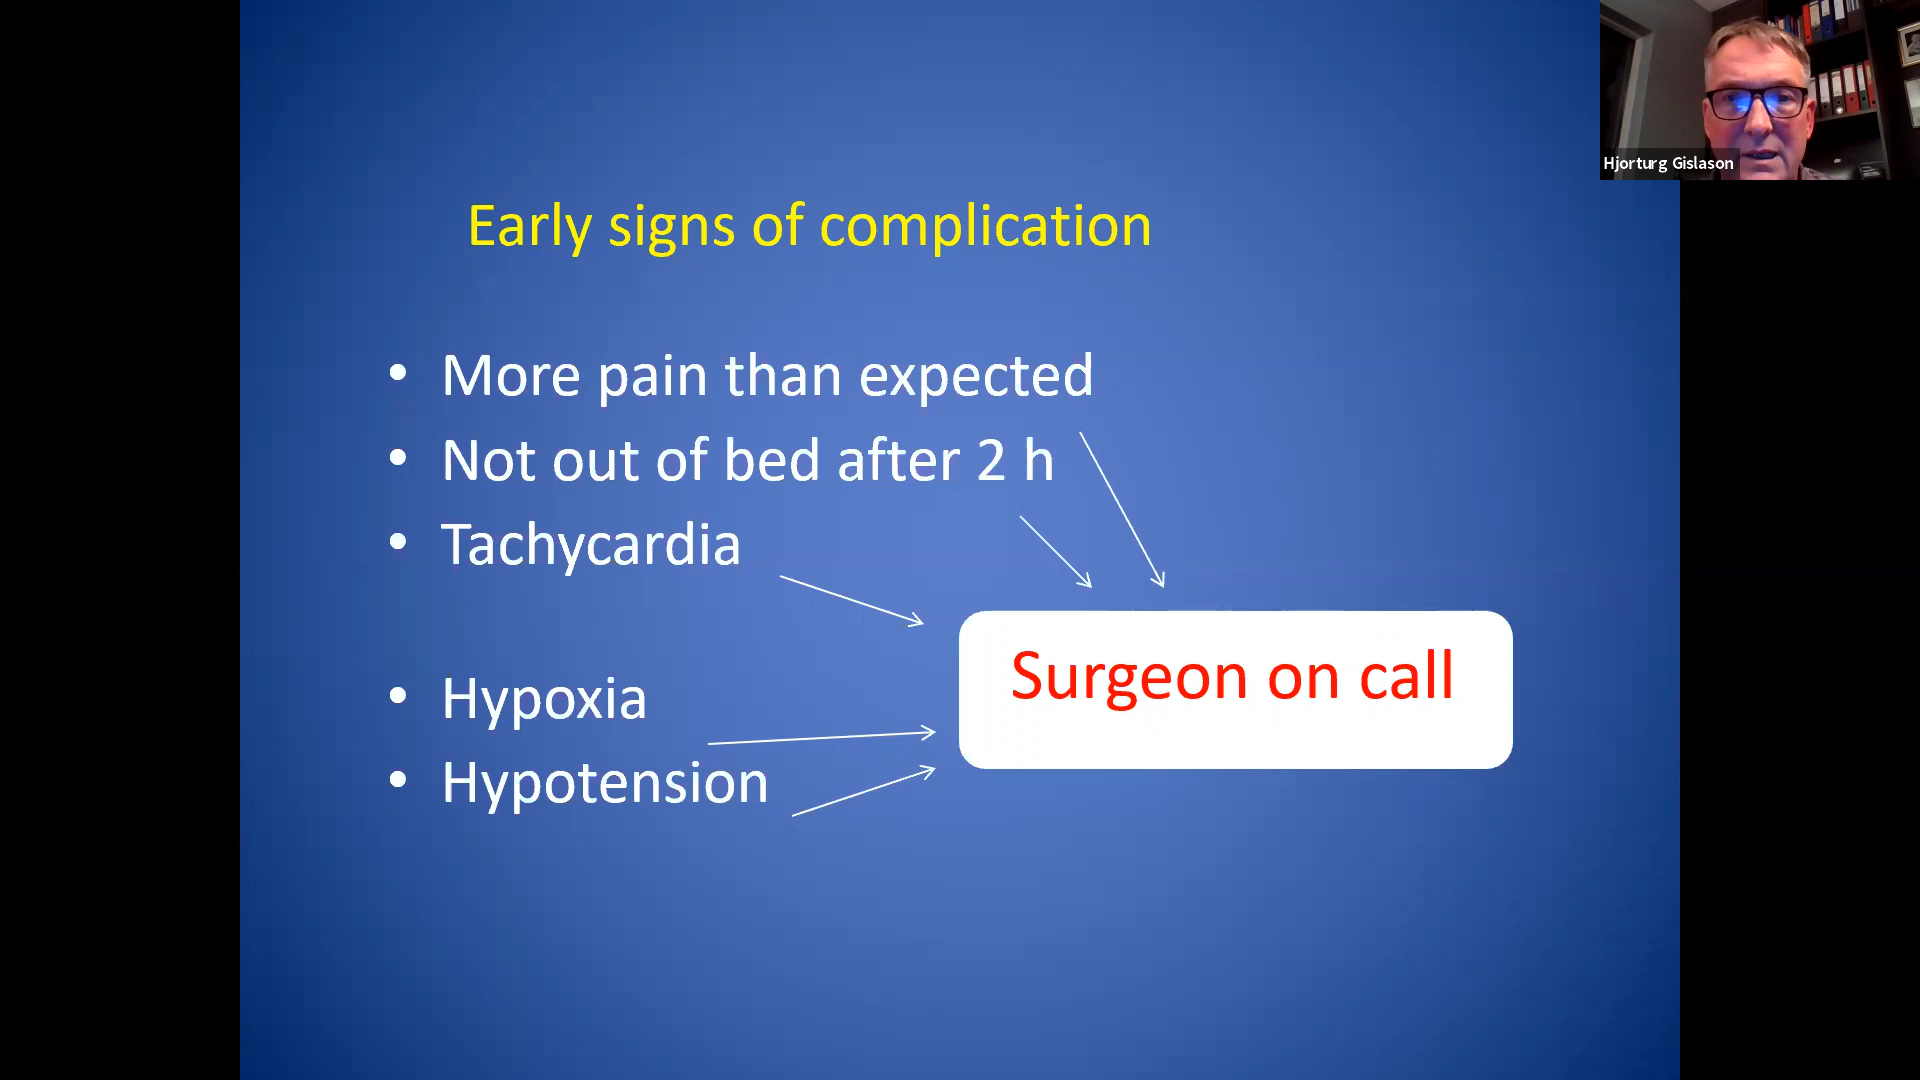 Hjorturg Gislason
Early signs of complication
• More pain than expected
• Not out of bed after 2 h
• Tachycardia
• Hypoxia
• Hypotension
Surgeon on call